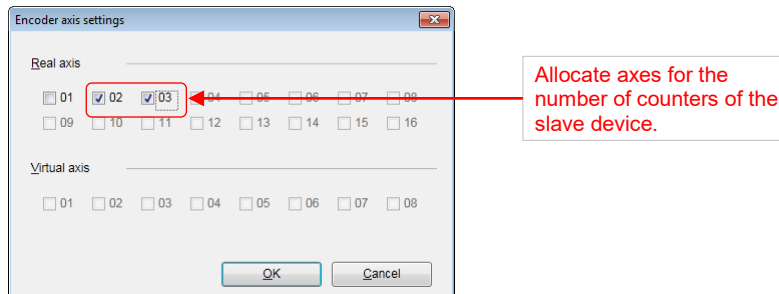 Encoder axis settings
Real axis
01 02 03 04 05 06 07 08
09 10 11 12 13 14 15 16
Virtual axis
01 02 03 04 05 06 07 08
OK Cancel
Allocate axes for the
number of counters of the
slave device.